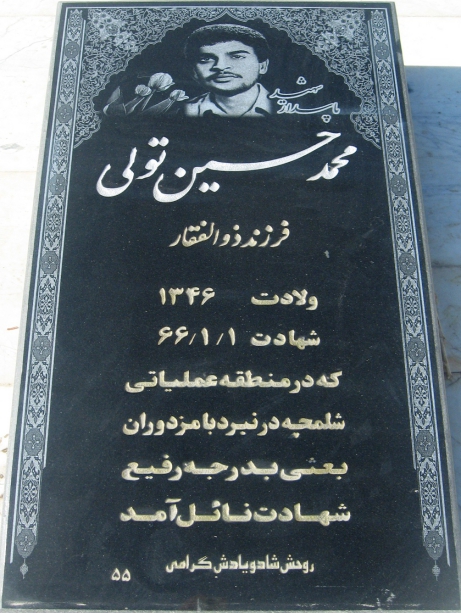 شهید
پاسدار
محمد حسین تولی
فرزند ذوالفقار
ولادت ۱۳۴۶
شهادت ۶۶/۱/۱
که در منطقه عملیاتی
شلمچه در نبرد با مزدوران
بعثی بدرجه رفیع
شهادت نائل آمد
روحش شاد و یادش گرامی
۵۵